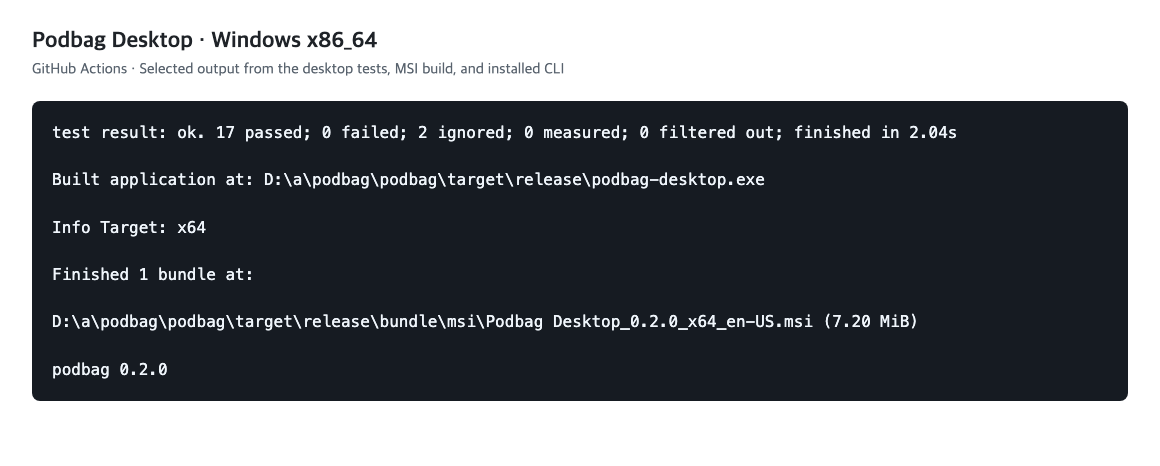 Podbag Desktop · Windows x86_64
GitHub Actions · Selected output from the desktop tests, MSI build, and installed CLI
test result: ok. 17 passed; 0 failed; 2 ignored; 0 measured; 0 filtered out; finished in 2.04s
Built application at: D:\a\podbag\podbag\target\release\podbag-desktop.exe
Info Target: x64
Finished 1 bundle at:
D:\a\podbag\podbag\target\release\bundle\msi\Podbag Desktop_0.2.0_x64_en-US.msi (7.20 MiB)
podbag 0.2.0